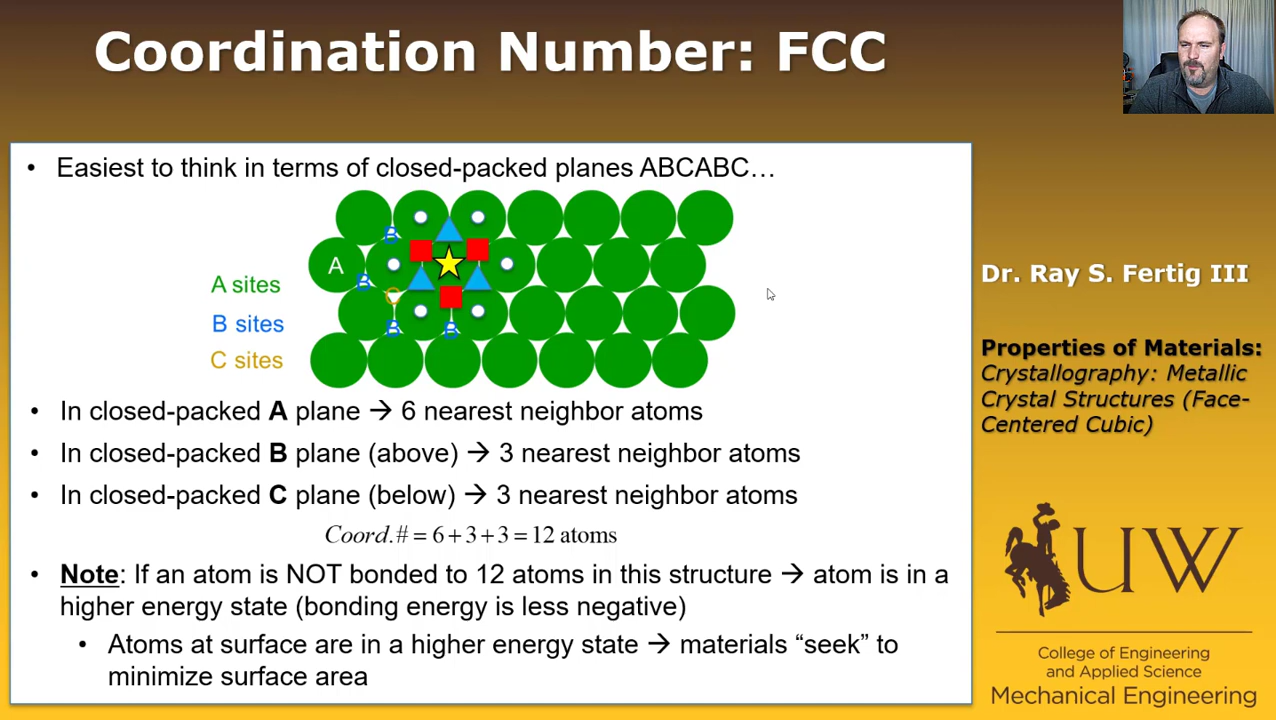 Coordination Number: FCC
• Easiest to think in terms of closed-packed planes ABCABC…
B
A
B
C
B
B
A sites
B sites
C sites
• In closed-packed A plane → 6 nearest neighbor atoms
• In closed-packed B plane (above) → 3 nearest neighbor atoms
• In closed-packed C plane (below) → 3 nearest neighbor atoms
Coord.# = 6+3+3 = 12 atoms
• Note: If an atom is NOT bonded to 12 atoms in this structure → atom is in a
higher energy state (bonding energy is less negative)
• Atoms at surface are in a higher energy state → materials “seek” to
minimize surface area
Dr. Ray S. Fertig III
Properties of Materials:
Crystallography: Metallic
Crystal Structures (Face-
Centered Cubic)
UW
College of Engineering
and Applied Science
Mechanical Engineering